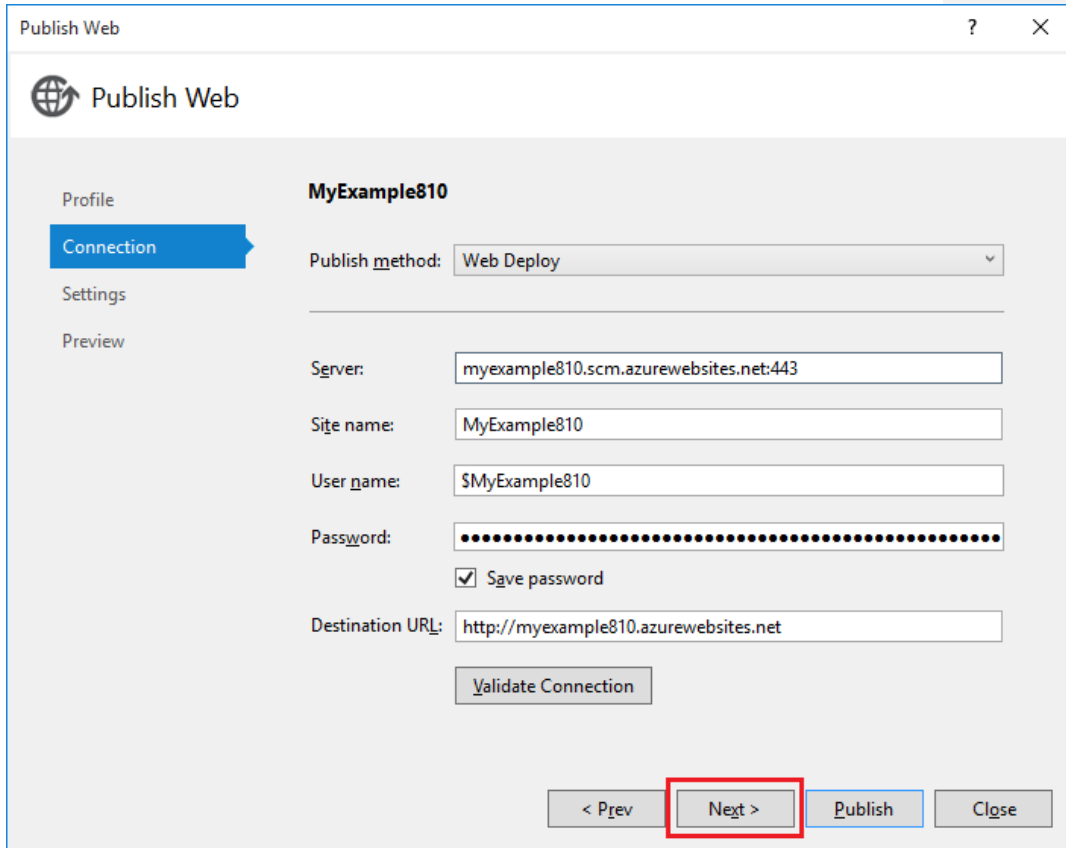 Publish Web
?
Publish Web
Profile
Connection
Settings
Preview
MyExample810
Publish method: Web Deploy
Server: myexample810.scm.azurewebsites.net:443
Site name: MyExample810
User name: $MyExample810
Password: ●●●●●●●●●●●●●●●●●●●●●●●●●●●●●●●●●●●●●●●●●●●●●●●●●●●
Save password
Destination URL: http://myexample810.azurewebsites.net
Validate Connection
< Prev Next > Publish Close